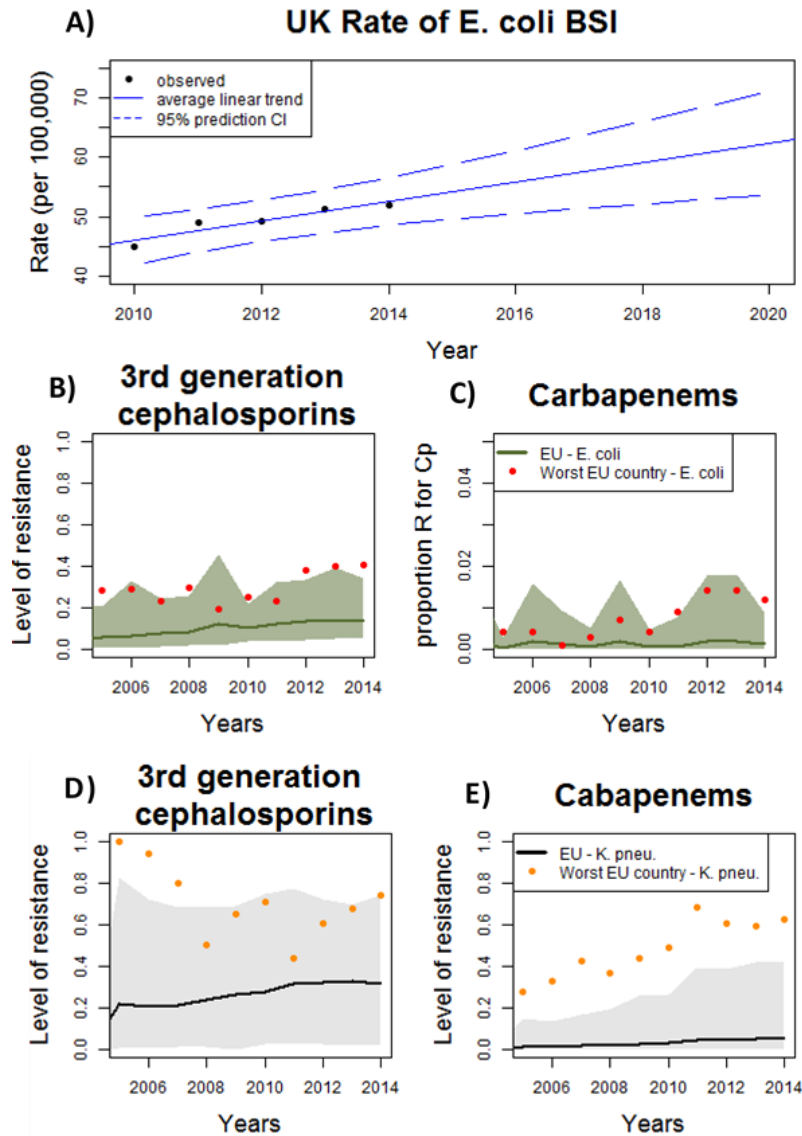 A) UK Rate of E. coli BSI
observed
average linear trend
95% prediction CI
Rate (per 100,000)
40 50 60 70
2010 2012 2014 2016 2018 2020
Year
B) 3rd generation
cephalosporins
Level of resistance
0.0 0.2 0.4 0.6 0.8 1.0
2006 2008 2010 2012 2014
Years
C) Carbapenems
EU - E. coli
Worst EU country - E. coli
proportion R for Cp
0.00 0.02 0.04
2006 2008 2010 2012 2014
Years
D) 3rd generation
cephalosporins
Level of resistance
0.0 0.2 0.4 0.6 0.8 1.0
2006 2008 2010 2012 2014
Years
E) Cabapenems
EU - K. pneu.
Worst EU country - K. pneu.
Level of resistance
0.0 0.2 0.4 0.6 0.8 1.0
2006 2008 2010 2012 2014
Years